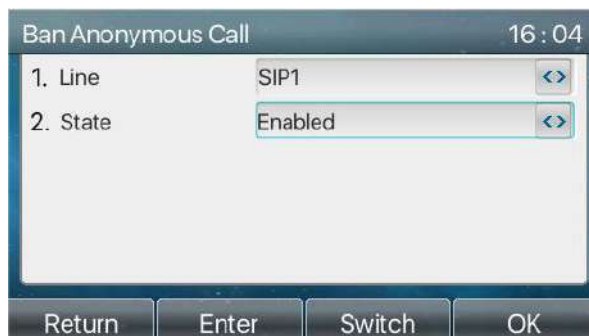 Ban Anonymous Call 16:04
1. Line SIP1 <>
2. State Enabled <>
Return Enter Switch OK